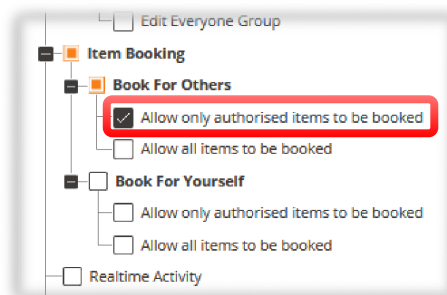 Edit Everyone Group
Item Booking
Book For Others
Allow only authorised items to be booked
Allow all items to be booked
Book For Yourself
Allow only authorised items to be booked
Allow all items to be booked
Realtime Activity